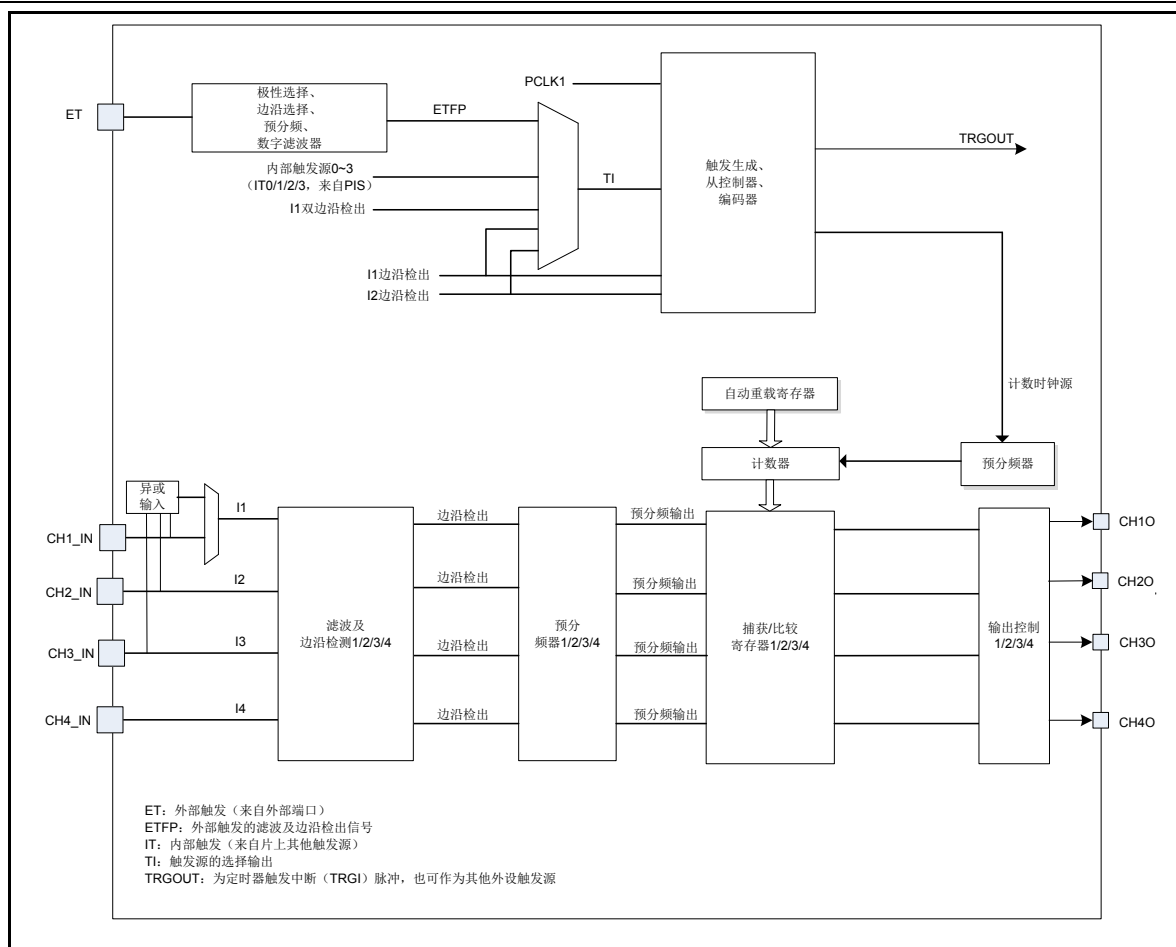 ET
极性选择、
边沿选择、
预分频、
数字滤波器
ETFP
PCLK1
内部触发源0~3
（IT0/1/2/3，来自PIS）
I1双边沿检出
I1边沿检出
I2边沿检出
TI
触发生成、
从控制器、
编码器
TRGOUT
计数时钟源
自动重载寄存器
计数器
预分频器
异或
输入
CH1_IN
CH2_IN
CH3_IN
CH4_IN
I1
I2
I3
I4
滤波及
边沿检测1/2/3/4
边沿检出
边沿检出
边沿检出
边沿检出
预分
频器1/2/3/4
预分频输出
预分频输出
预分频输出
预分频输出
捕获/比较
寄存器1/2/3/4
输出控制
1/2/3/4
CH1O
CH2O
CH3O
CH4O
ET：外部触发（来自外部端口）
ETFP：外部触发的滤波及边沿检出信号
IT：内部触发（来自片上其他触发源）
TI：触发源的选择输出
TRGOUT：为定时器触发中断（TRGI）脉冲，也可作为其他外设触发源